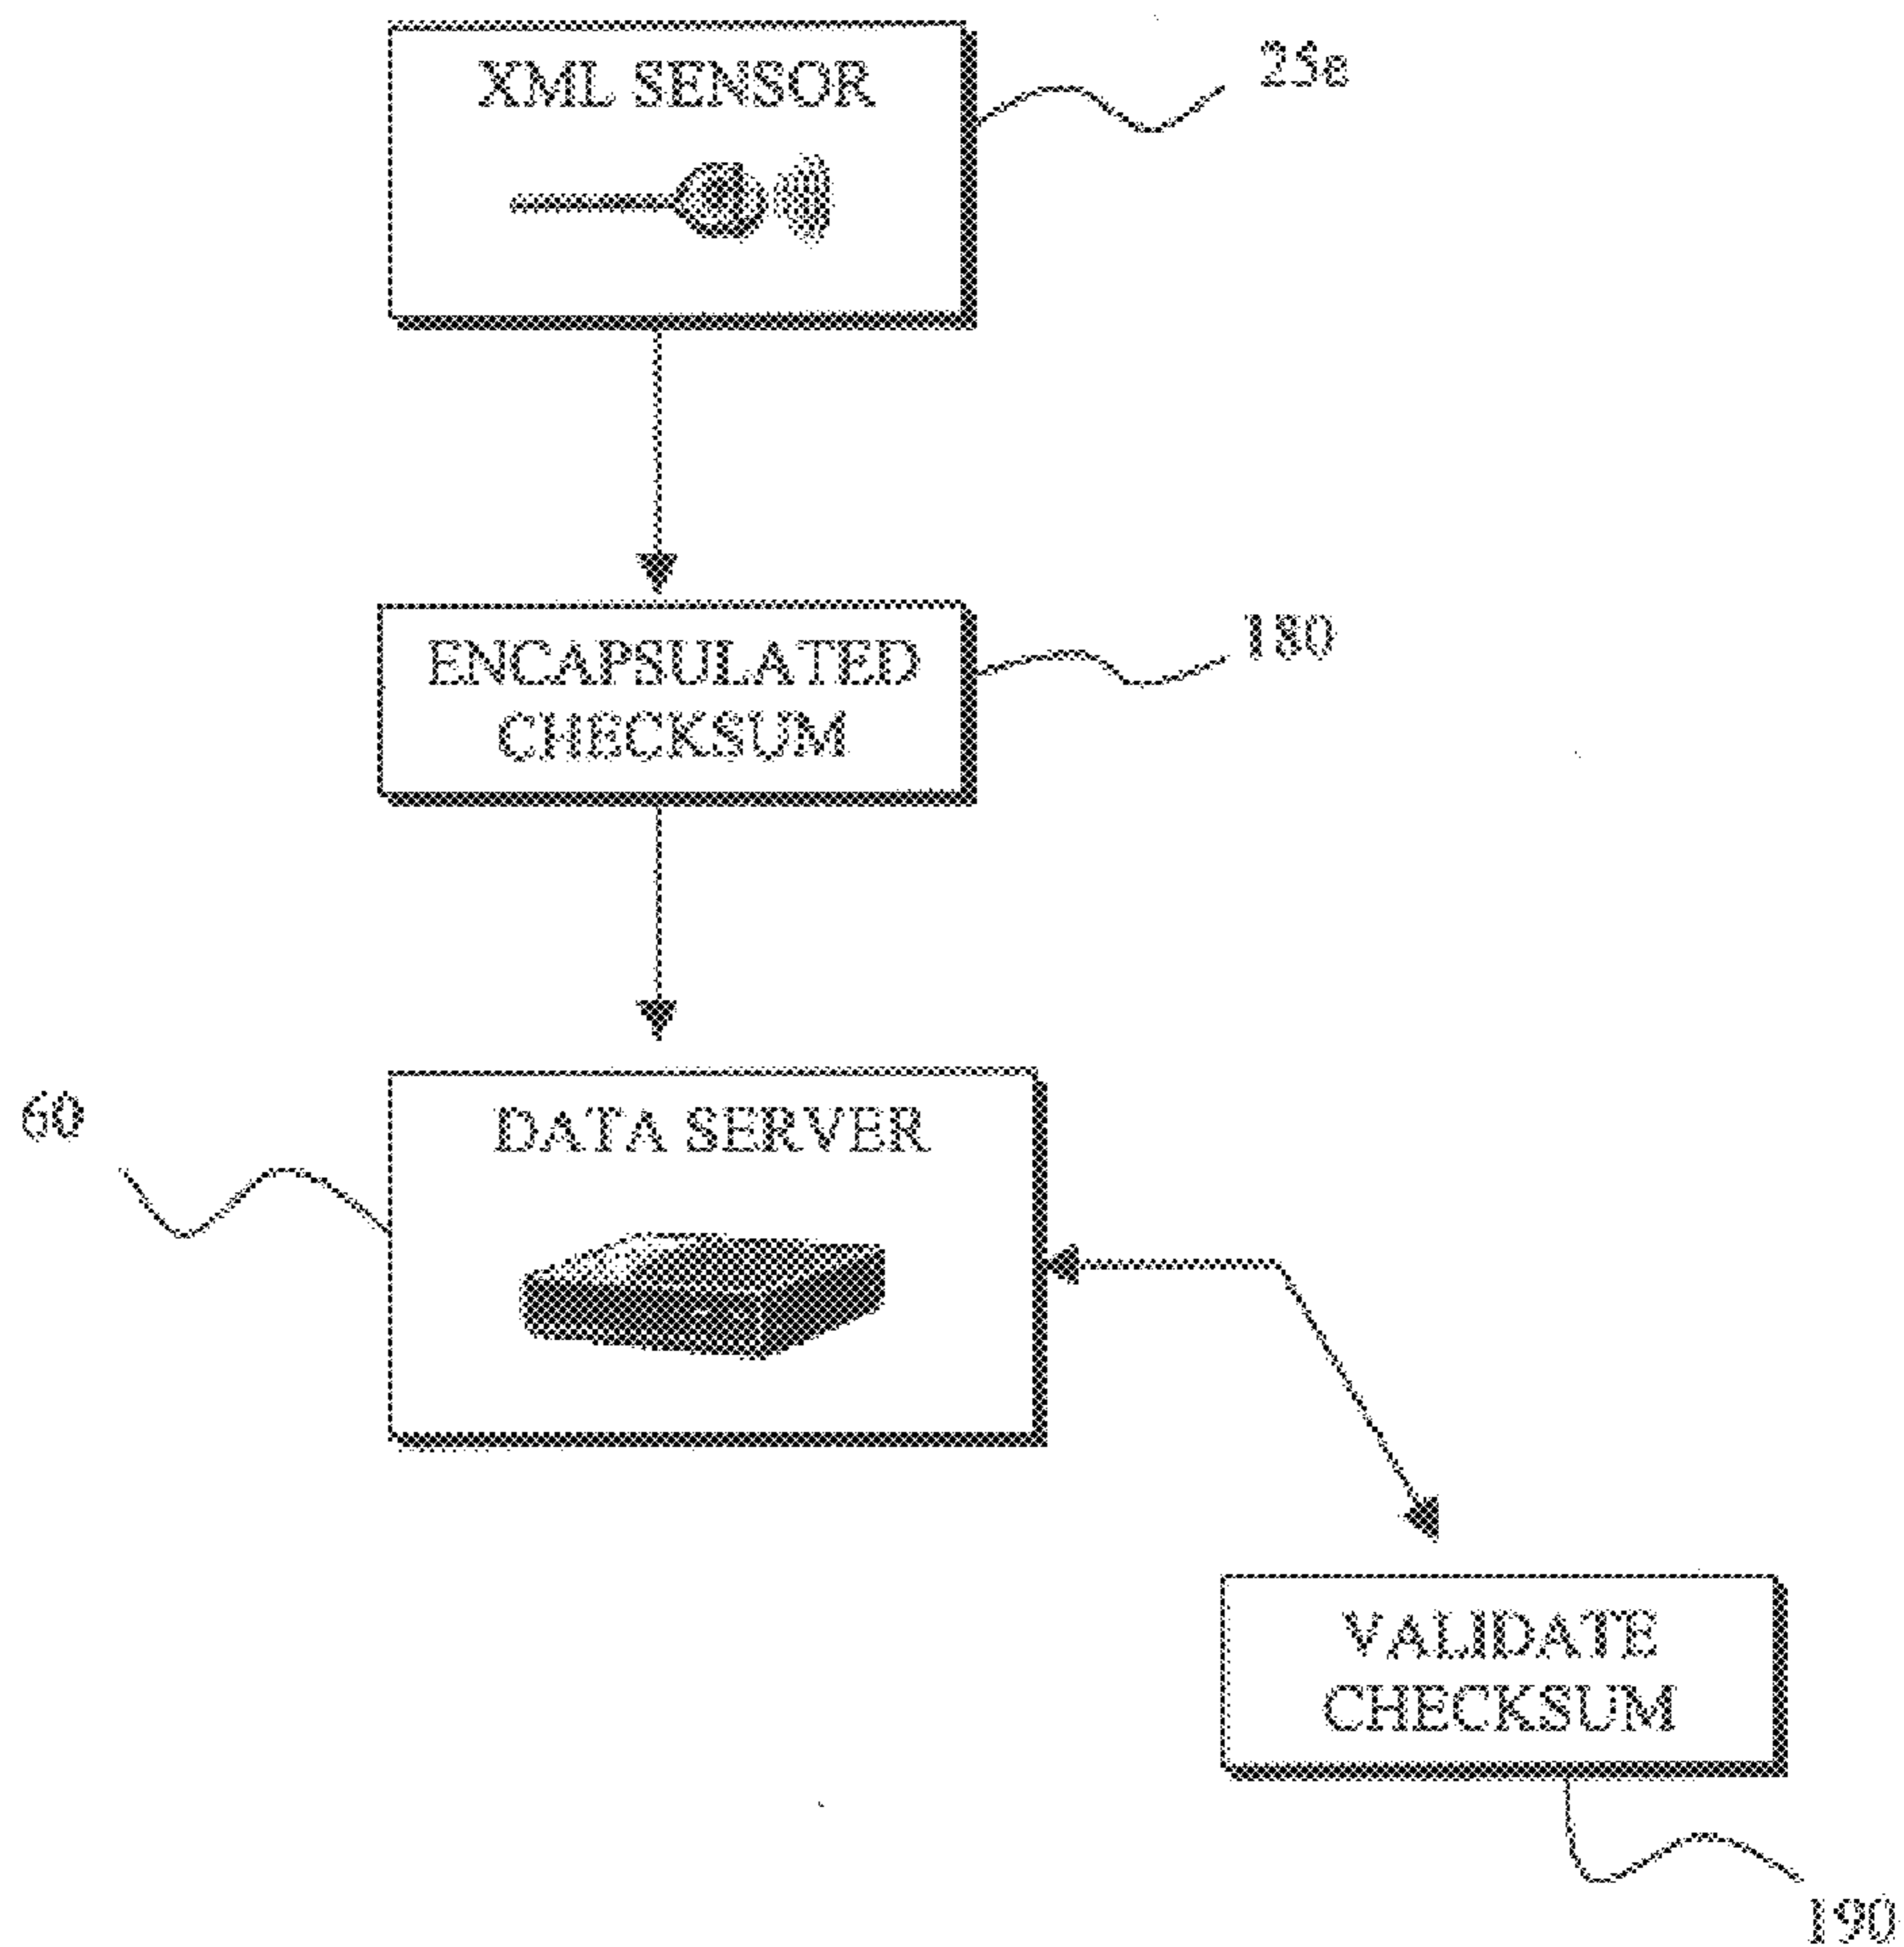 XML SENSOR
25e
ENCAPSULATED
CHECKSUM
180
60
DATA SERVER
VALIDATE
CHECKSUM
190